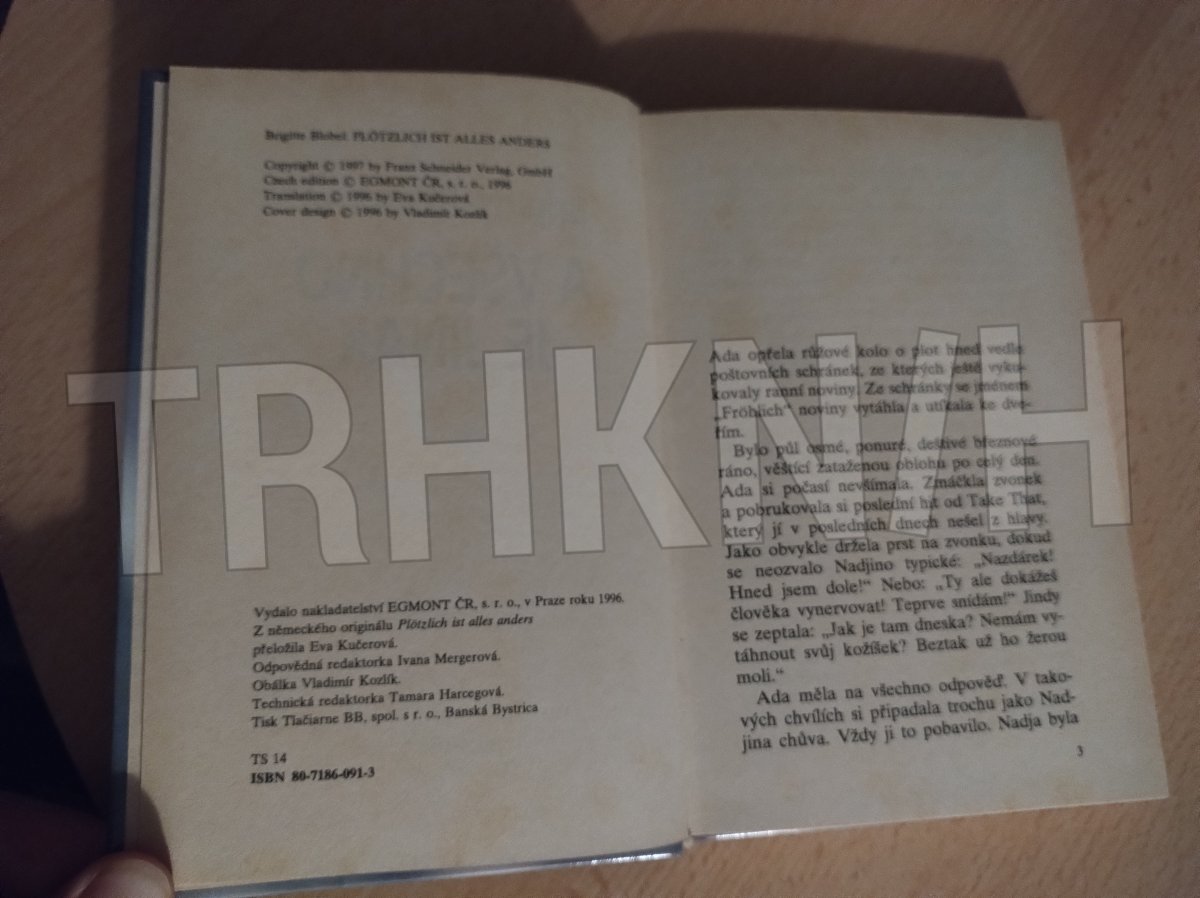 Brigitte Blobel: PLÖTZLICH IST ALLES ANDERS
Copyright © 1997 by Franz Schneider Verlag, GmbH
Czech edition © EGMONT ČR, s. r. o., 1996
Translation © 1996 by Eva Kučerová
Cover design © 1996 by Vladimír Kozlík
Vydalo nakladatelství EGMONT ČR, s. r. o., v Praze roku 1996.
Z německého originálu Plötzlich ist alles anders
přeložila Eva Kučerová.
Odpovědná redaktorka Ivana Mergerová.
Obálka Vladimír Kozlík.
Technická redaktorka Tamara Harcegová.
Tisk Tlačiarne BB, spol. s r. o., Banská Bystrica
TS 14
ISBN 80-7186-091-3
Ada opřela růžové kolo o plot hned vedle
poštovních schránek, ze kterých ještě vyku-
kovaly ranní noviny. Ze schránky se jménem
„Fröhlich“ noviny vytáhla a utíkala ke dve-
řím.
Bylo půl osmé, ponuré, deštivé březnové
ráno, věštící zataženou oblohu po celý den.
Ada si počasí nevšímala. Zmáčkla zvonek
a pobrukovala si poslední hit od Take That,
který jí v posledních dnech nešel z hlavy.
Jako obvykle držela prst na zvonku, dokud
se neozvalo Nadjino typické: „Nazdárek!
Hned jsem dole!“ Nebo: „Ty ale dokážeš
člověka vynervovat! Teprve snídám!“ Jindy
se zeptala: „Jak je tam dneska? Nemám vy-
táhnout svůj kožíšek? Beztak už ho žerou
moli.“
Ada měla na všechno odpověď. V tako-
vých chvílích si připadala trochu jako Nad-
jina chůva. Vždy ji to pobavilo. Nadja byla
3
TRHKNIH